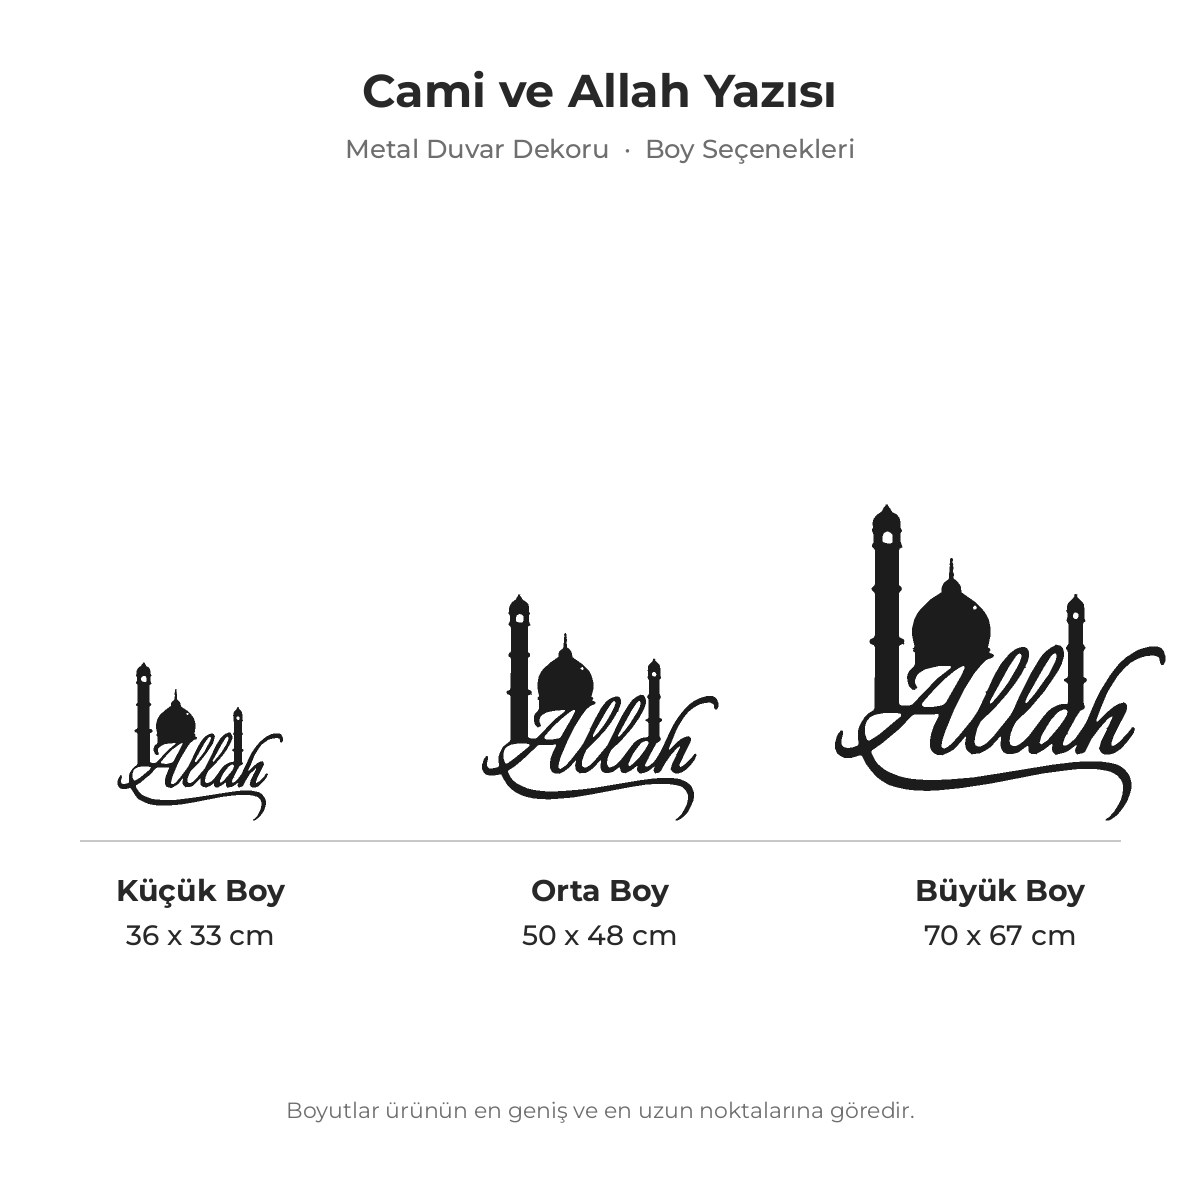 Cami ve Allah Yazısı
Metal Duvar Dekoru · Boy Seçenekleri
Allah
Allah
Allah
Küçük Boy
Orta Boy
Büyük Boy
36 x 33 cm
50 x 48 cm
70 x 67 cm
Boyutlar ürünün en geniş ve en uzun noktalarına göredir.